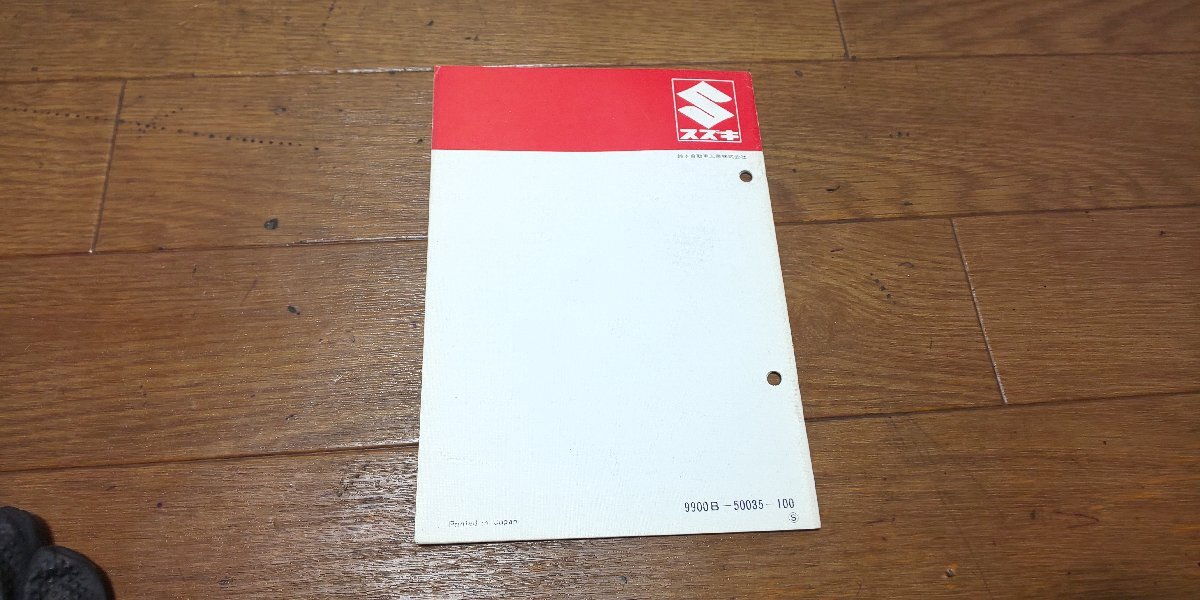 スズキ
鈴木自動車工業株式会社
Printed in Japan
9900B-50035-100
S